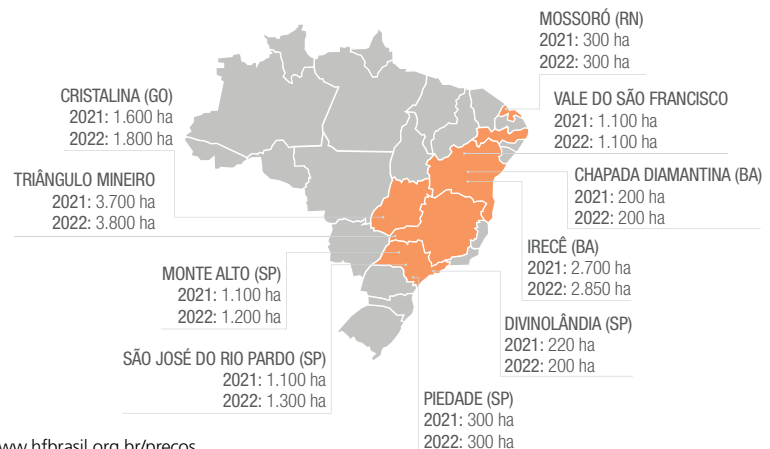 MOSSORÓ (RN)
2021: 300 ha
2022: 300 ha
CRISTALINA (GO)
2021: 1.600 ha
2022: 1.800 ha
VALE DO SÃO FRANCISCO
2021: 1.100 ha
2022: 1.100 ha
TRIÂNGULO MINEIRO
2021: 3.700 ha
2022: 3.800 ha
CHAPADA DIAMANTINA (BA)
2021: 200 ha
2022: 200 ha
IRECÊ (BA)
2021: 2.700 ha
2022: 2.850 ha
MONTE ALTO (SP)
2021: 1.100 ha
2022: 1.200 ha
DIVINOLÂNDIA (SP)
2021: 220 ha
2022: 200 ha
SÃO JOSÉ DO RIO PARDO (SP)
2021: 1.100 ha
2022: 1.300 ha
PIEDADE (SP)
2021: 300 ha
2022: 300 ha